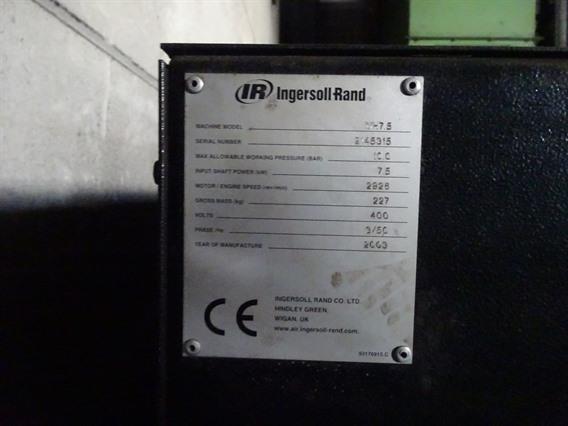 IR Ingersoll-Rand
MACHINE MODEL
SERIAL NUMBER
MAX ALLOWABLE WORKING PRESSURE (BAR) 10.0
INPUT SHAFT POWER (kW) 7.5
MOTOR / ENGINE SPEED (rev/min) 2926
GROSS MASS (kg) 227
VOLTS 400
PHASE / Hz 3/50
YEAR OF MANUFACTURE 2003
CE
INGERSOLL RAND CO. LTD.
HINDLEY GREEN,
WIGAN, UK
www.air.ingersoll-rend.com.